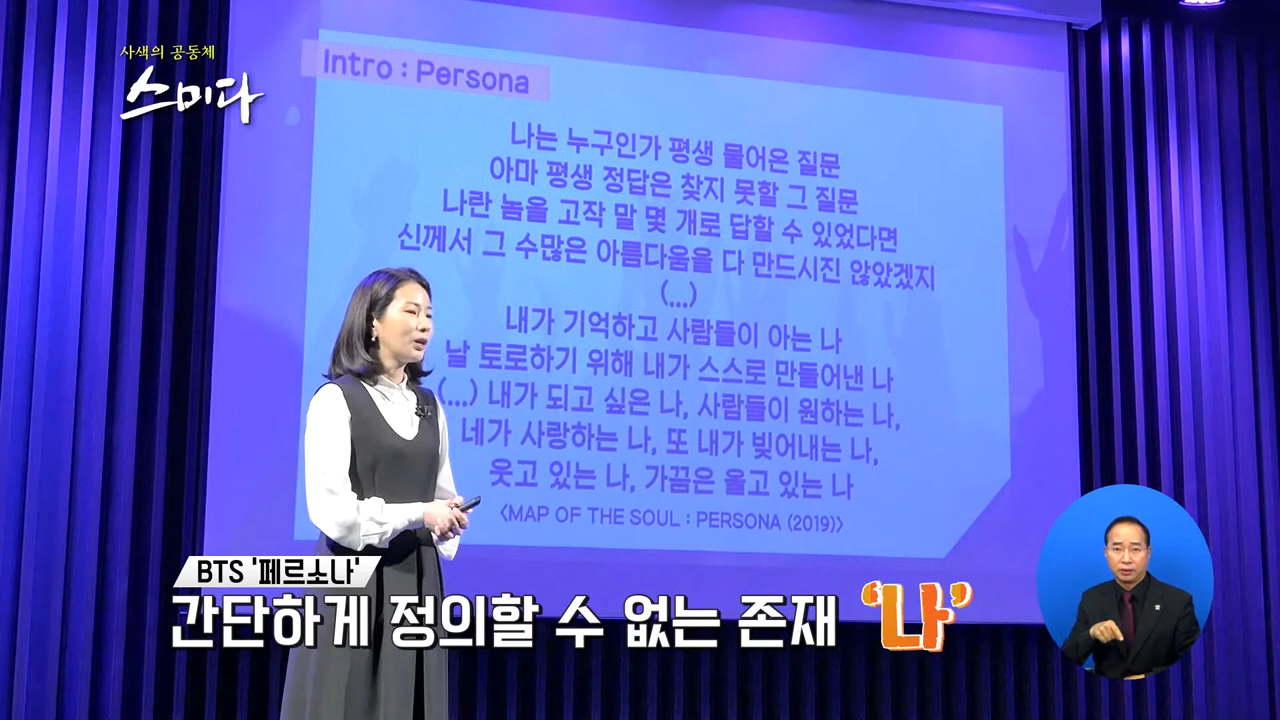 사색의 공동체
스미다
Intro : Persona
나는 누구인가 평생 물어온 질문
아마 평생 정답은 찾지 못할 그 질문
나란 놈을 고작 말 몇 개로 답할 수 있었다면
신께서 그 수많은 아름다움을 다 만드시진 않았겠지
(...)
내가 기억하고 사람들이 아는 나
날 토로하기 위해 내가 스스로 만들어낸 나
(...) 내가 되고 싶은 나, 사람들이 원하는 나,
네가 사랑하는 나, 또 내가 빚어내는 나,
웃고 있는 나, 가끔은 울고 있는 나
<MAP OF THE SOUL : PERSONA (2019)>
BTS '페르소나'
간단하게 정의할 수 없는 존재 '나'